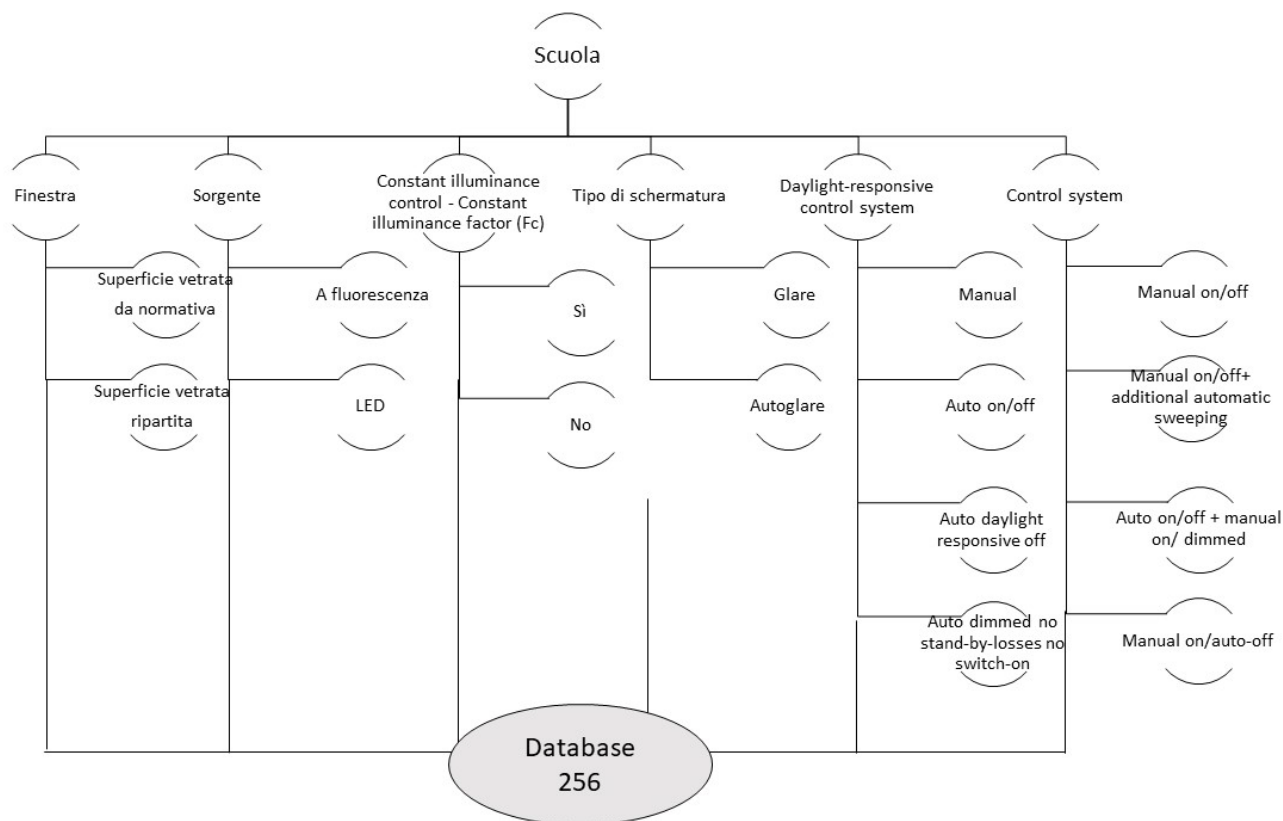 Scuola
Finestra
Sorgente
Constant illuminance
control - Constant
illuminance factor (Fc)
Tipo di schermatura
Daylight-responsive
control system
Control system
Superficie vetrata
da normativa
Superficie vetrata
ripartita
A fluorescenza
LED
Sì
No
Glare
Autoglare
Manual
Auto on/off
Auto daylight
responsive off
Auto dimmed no
stand-by-losses no
switch-on
Manual on/off
Manual on/off+
additional automatic
sweeping
Auto on/off + manual
on/ dimmed
Manual on/auto-off
Database
256